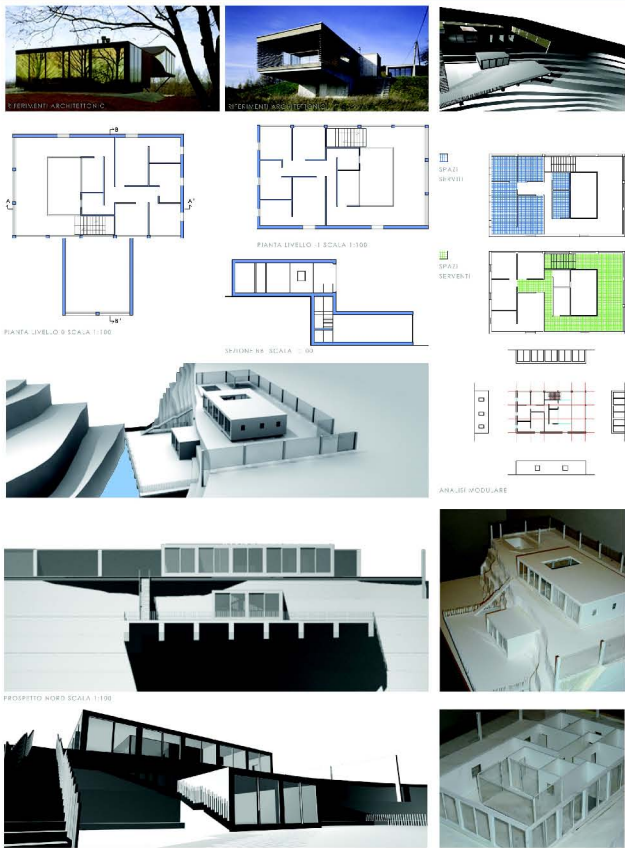 RIFERIMENTI ARCHITETTONICI
RIFERIMENTI ARCHITETTONICI
B
A
A'
B'
PIANTA LIVELLO 0 SCALA 1:100
PIANTA LIVELLO -1 SCALA 1:100
SEZIONE BB' SCALA 1:100
SPAZI
SERVITI
SPAZI
SERVENTI
ANALISI MODULARE
PROSPETTO NORD SCALA 1:100